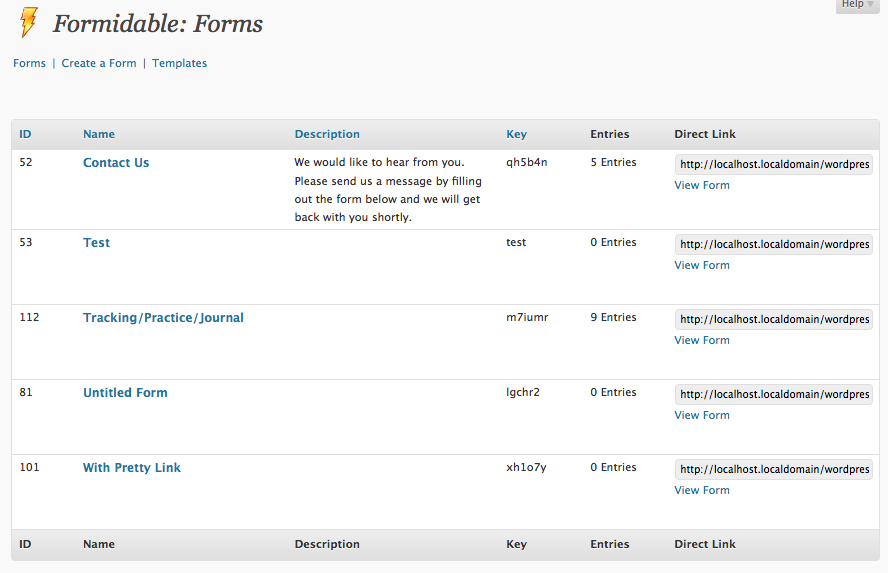 Help
Formidable: Forms
Forms | Create a Form | Templates
ID Name Description Key Entries Direct Link
52 Contact Us We would like to hear from you. qh5b4n 5 Entries http://localhost.localdomain/wordpres
Please send us a message by filling View Form
out the form below and we will get
back with you shortly.
53 Test test 0 Entries http://localhost.localdomain/wordpres
View Form
112 Tracking/Practice/Journal m7iumr 9 Entries http://localhost.localdomain/wordpres
View Form
81 Untitled Form lgchr2 0 Entries http://localhost.localdomain/wordpres
View Form
101 With Pretty Link xh1o7y 0 Entries http://localhost.localdomain/wordpres
View Form
ID Name Description Key Entries Direct Link